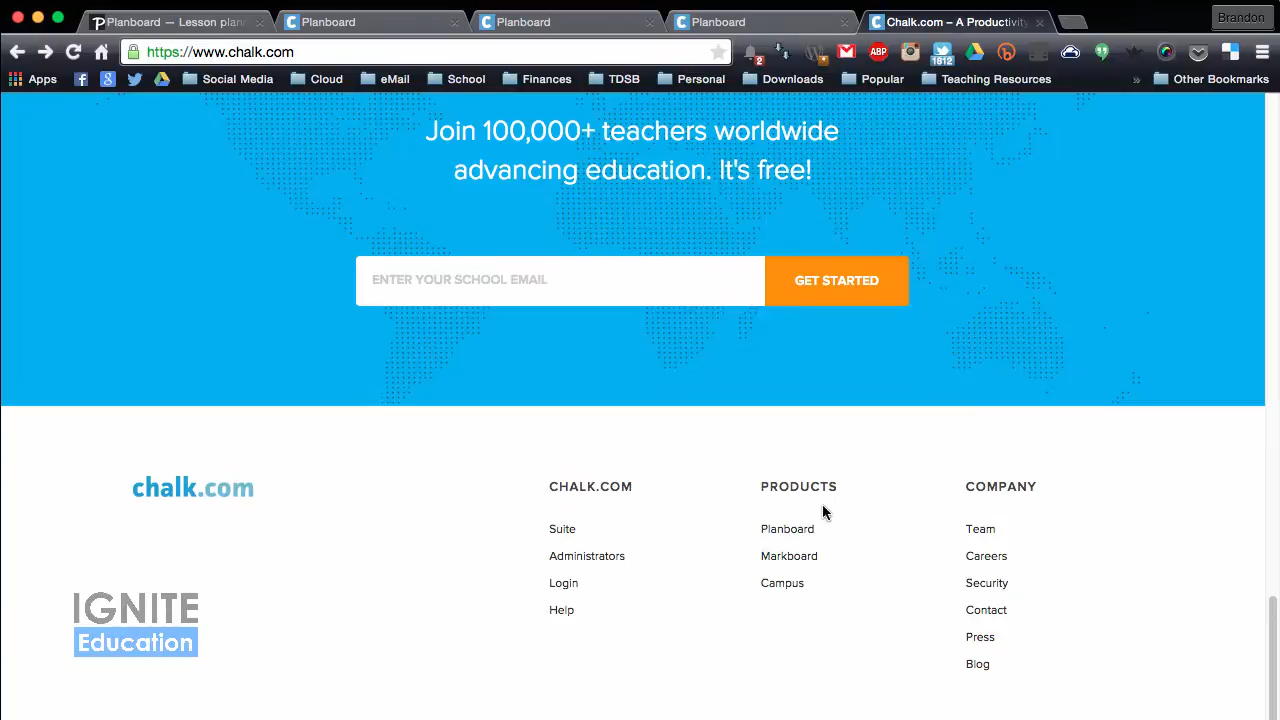 Planboard — Lesson plan
Planboard
Planboard
Planboard
Chalk.com – A Productivity
Brandon
https://www.chalk.com
2
1612
Apps
Social Media
Cloud
eMail
School
Finances
TDSB
Personal
Downloads
Popular
Teaching Resources
»
Other Bookmarks
Join 100,000+ teachers worldwide
advancing education. It's free!
ENTER YOUR SCHOOL EMAIL
GET STARTED
chalk.com
CHALK.COM
Suite
Administrators
Login
Help
PRODUCTS
Planboard
Markboard
Campus
COMPANY
Team
Careers
Security
Contact
Press
Blog
IGNITE
Education